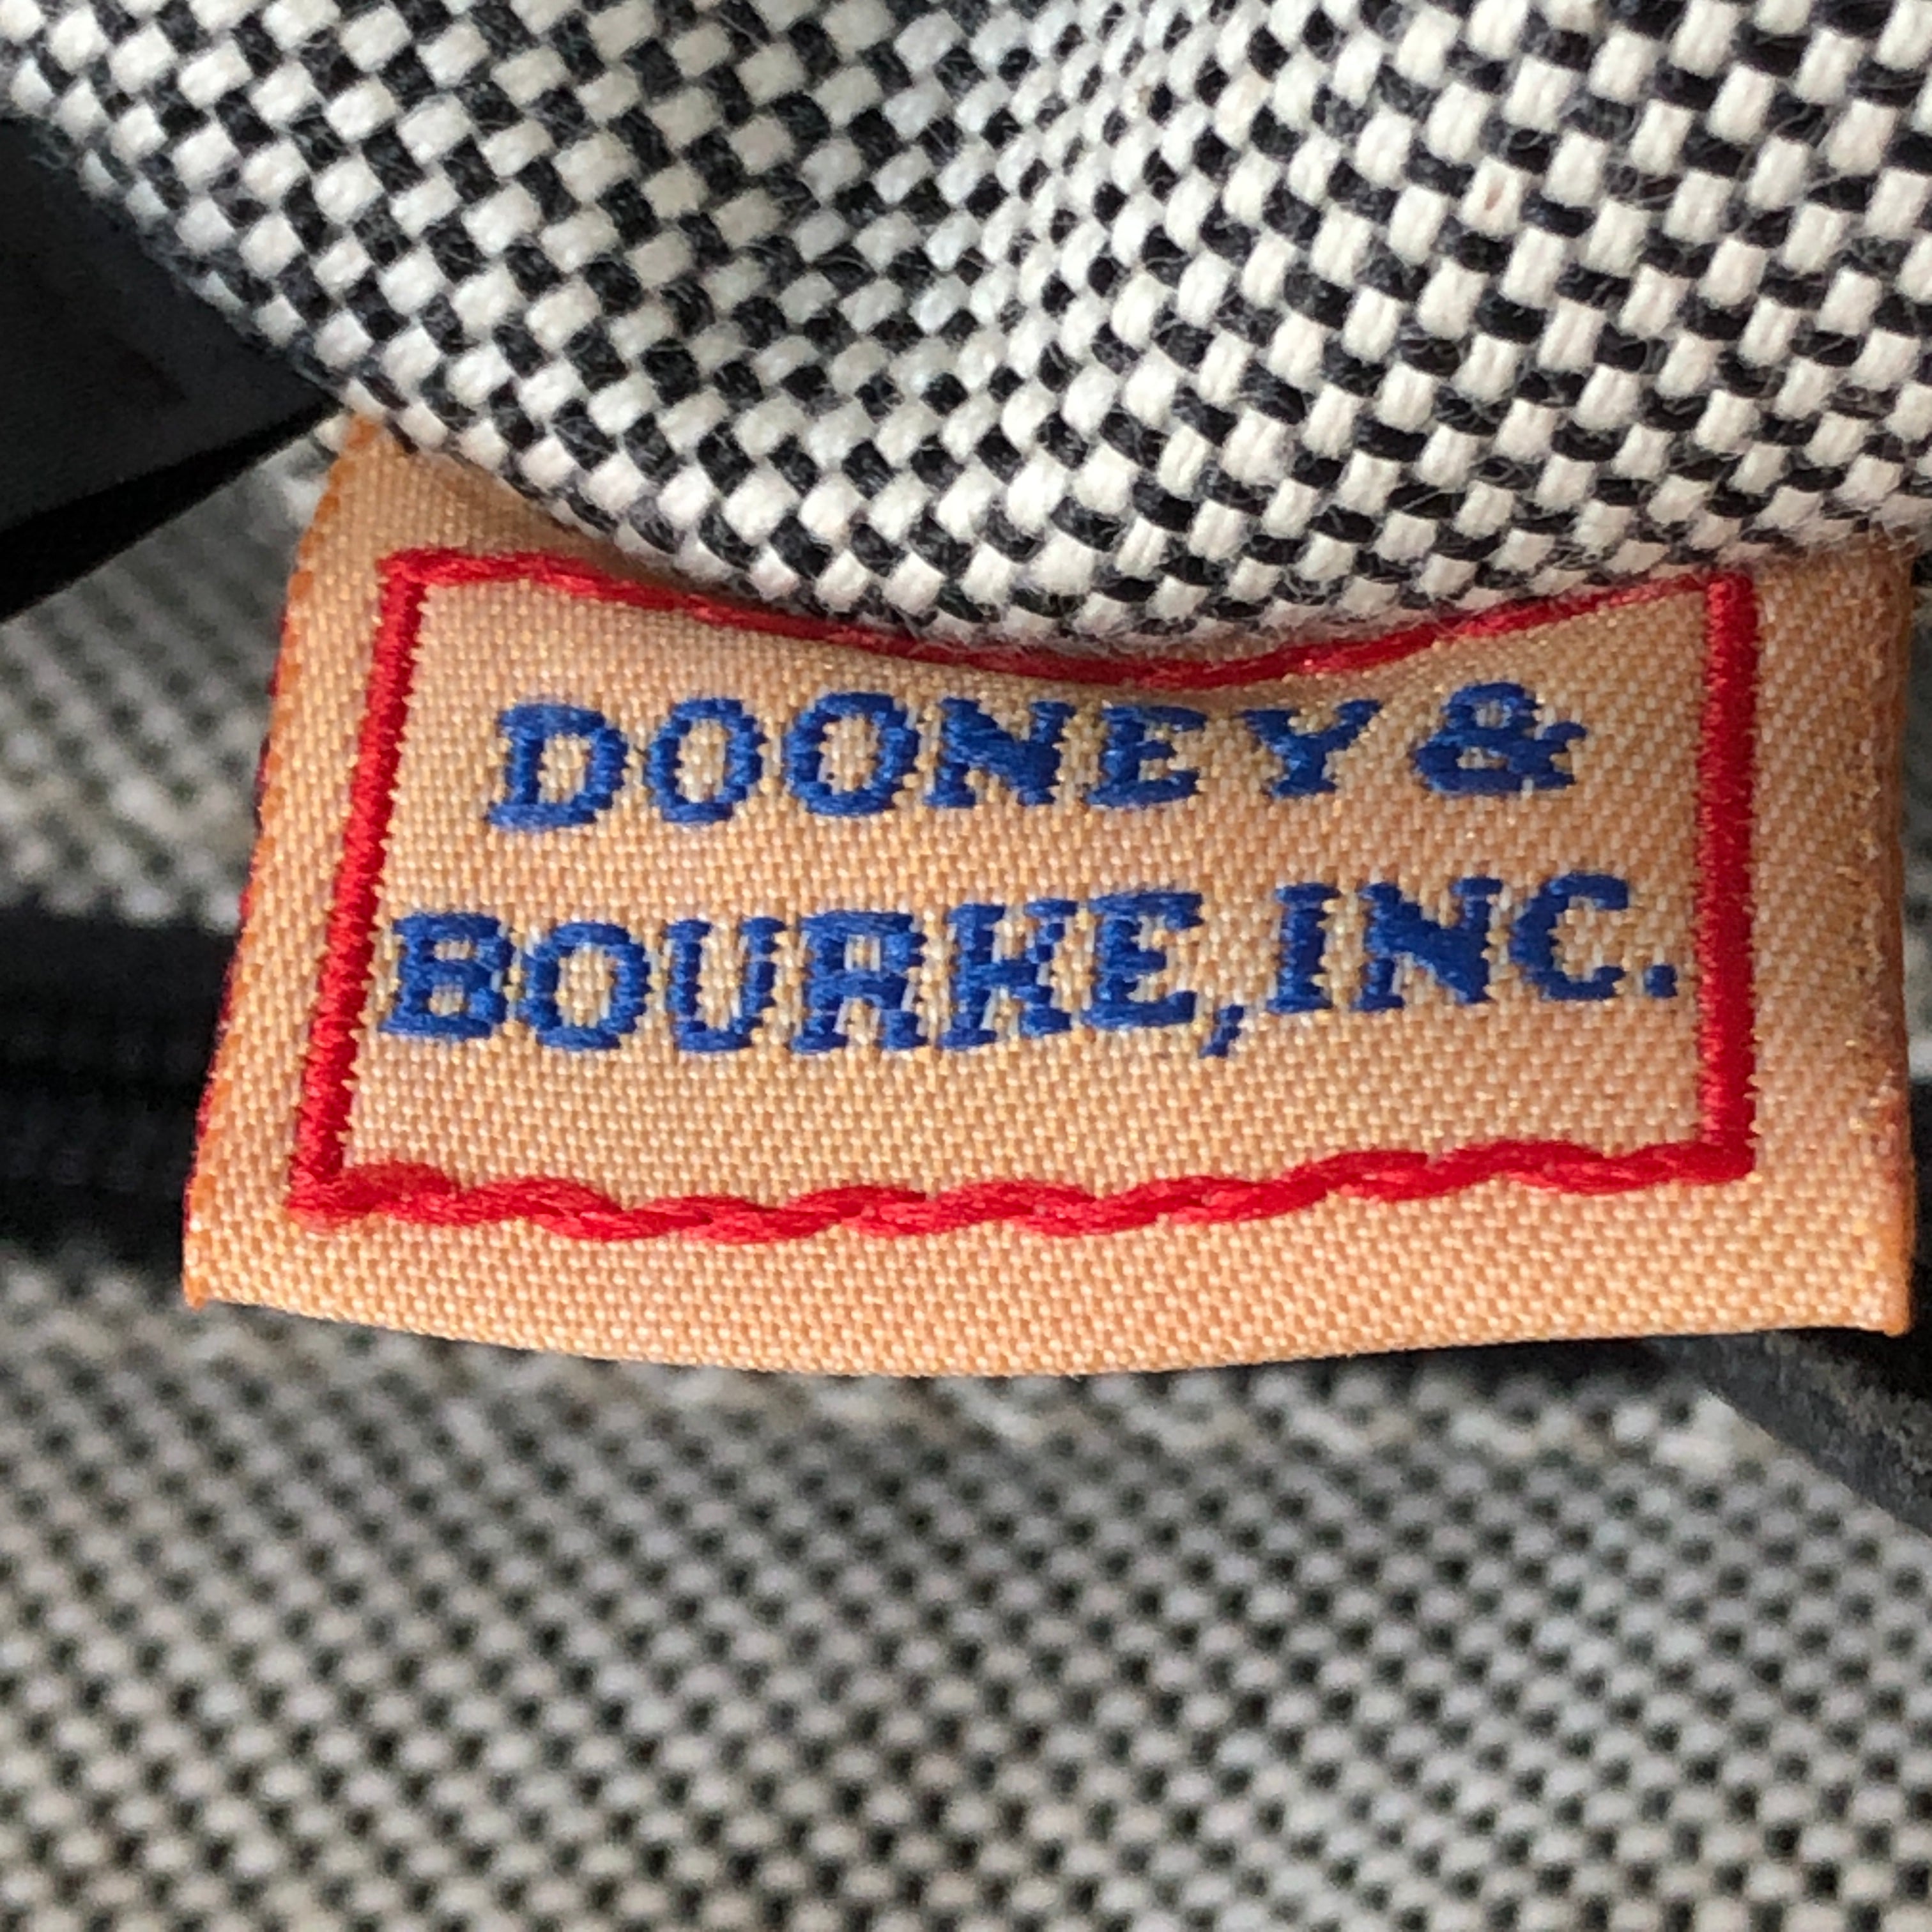 DOONEY &
BOURKE, INC.